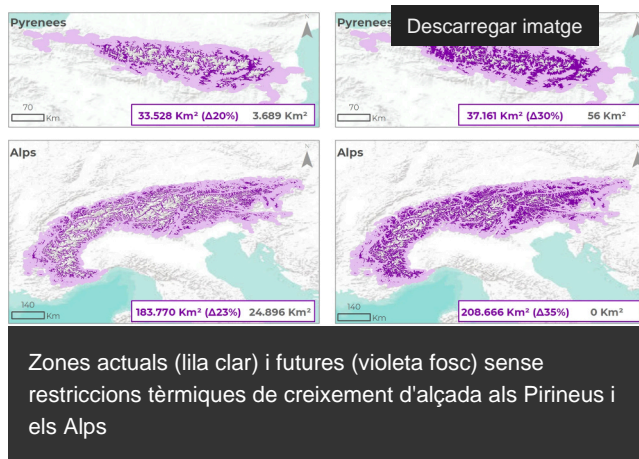 Pyrenees
Descarregar imatge
N
70
Km
33.528 Km² (Δ20%) 3.689 Km²
70
Km
37.161 Km² (Δ30%) 56 Km²
Alps
N
Alps
N
140
Km
183.770 Km² (Δ23%) 24.896 Km²
140
Km
208.666 Km² (Δ35%) 0 Km²
Zones actuals (lila clar) i futures (violeta fosc) sense
restriccions tèrmiques de creixement d'alçada als Pirineus i
els Alps